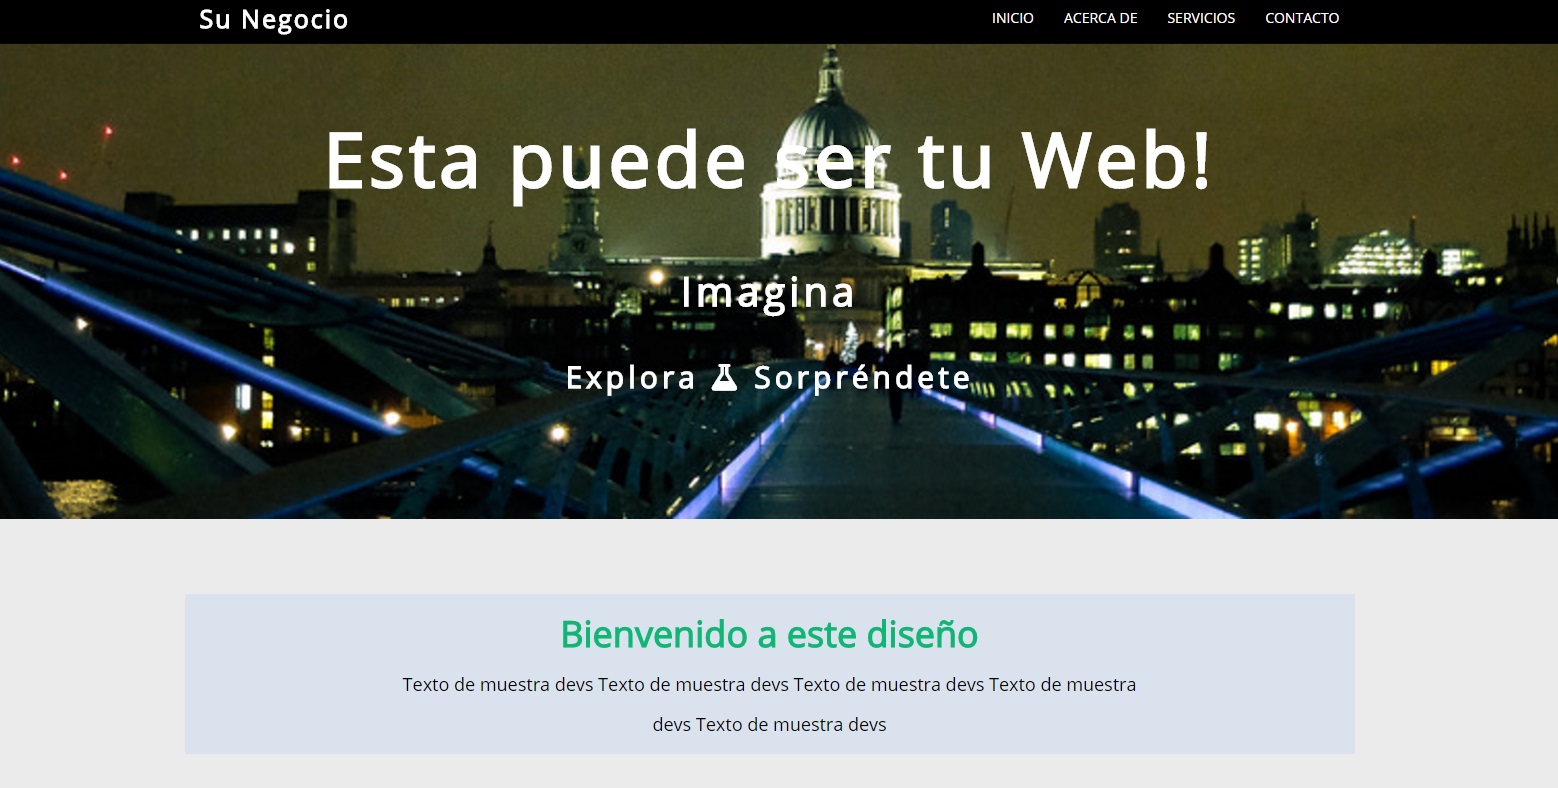 Su Negocio
INICIO ACERCA DE SERVICIOS CONTACTO
Esta puede ser tu Web!
Imagina
Explora Sorpréndete
Bienvenido a este diseño
Texto de muestra devs Texto de muestra devs Texto de muestra devs Texto de muestra
devs Texto de muestra devs